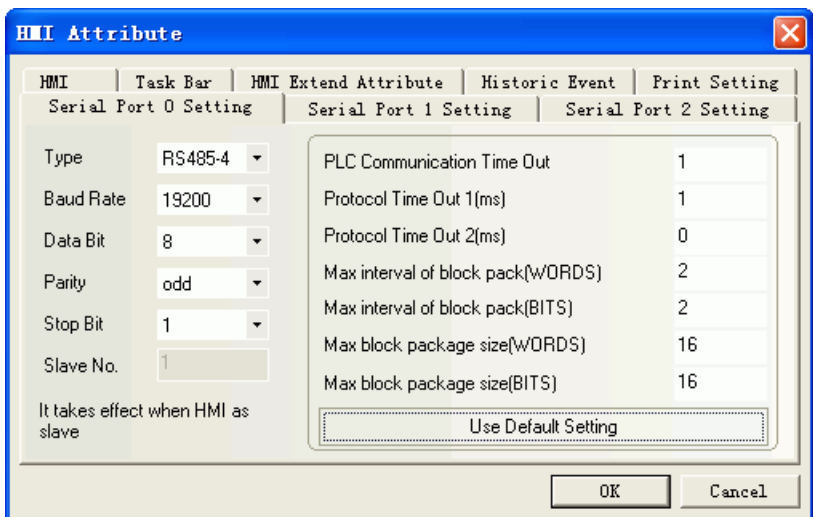 HMI Attribute
HMI Task Bar HMI Extend Attribute Historic Event Print Setting
Serial Port 0 Setting Serial Port 1 Setting Serial Port 2 Setting
Type RS485-4
Baud Rate 19200
Data Bit 8
Parity odd
Stop Bit 1
Slave No. 1
It takes effect when HMI as
slave
PLC Communication Time Out 1
Protocol Time Out 1(ms) 1
Protocol Time Out 2(ms) 0
Max interval of block pack(WORDS) 2
Max interval of block pack(BITS) 2
Max block package size(WORDS) 16
Max block package size(BITS) 16
Use Default Setting
OK Cancel